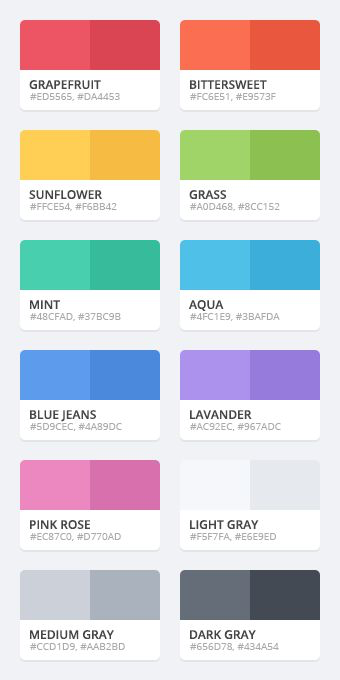 GRAPEFRUIT
#ED5565, #DA4453
BITTERSWEET
#FC6E51, #E9573F
SUNFLOWER
#FFCE54, #F6BB42
GRASS
#A0D468, #8CC152
MINT
#48CFAD, #37BC9B
AQUA
#4FC1E9, #3BAFDA
BLUE JEANS
#5D9CEC, #4A89DC
LAVANDER
#AC92EC, #967ADC
PINK ROSE
#EC87C0, #D770AD
LIGHT GRAY
#F5F7FA, #E6E9ED
MEDIUM GRAY
#CCD1D9, #AAB2BD
DARK GRAY
#656D78, #434A54